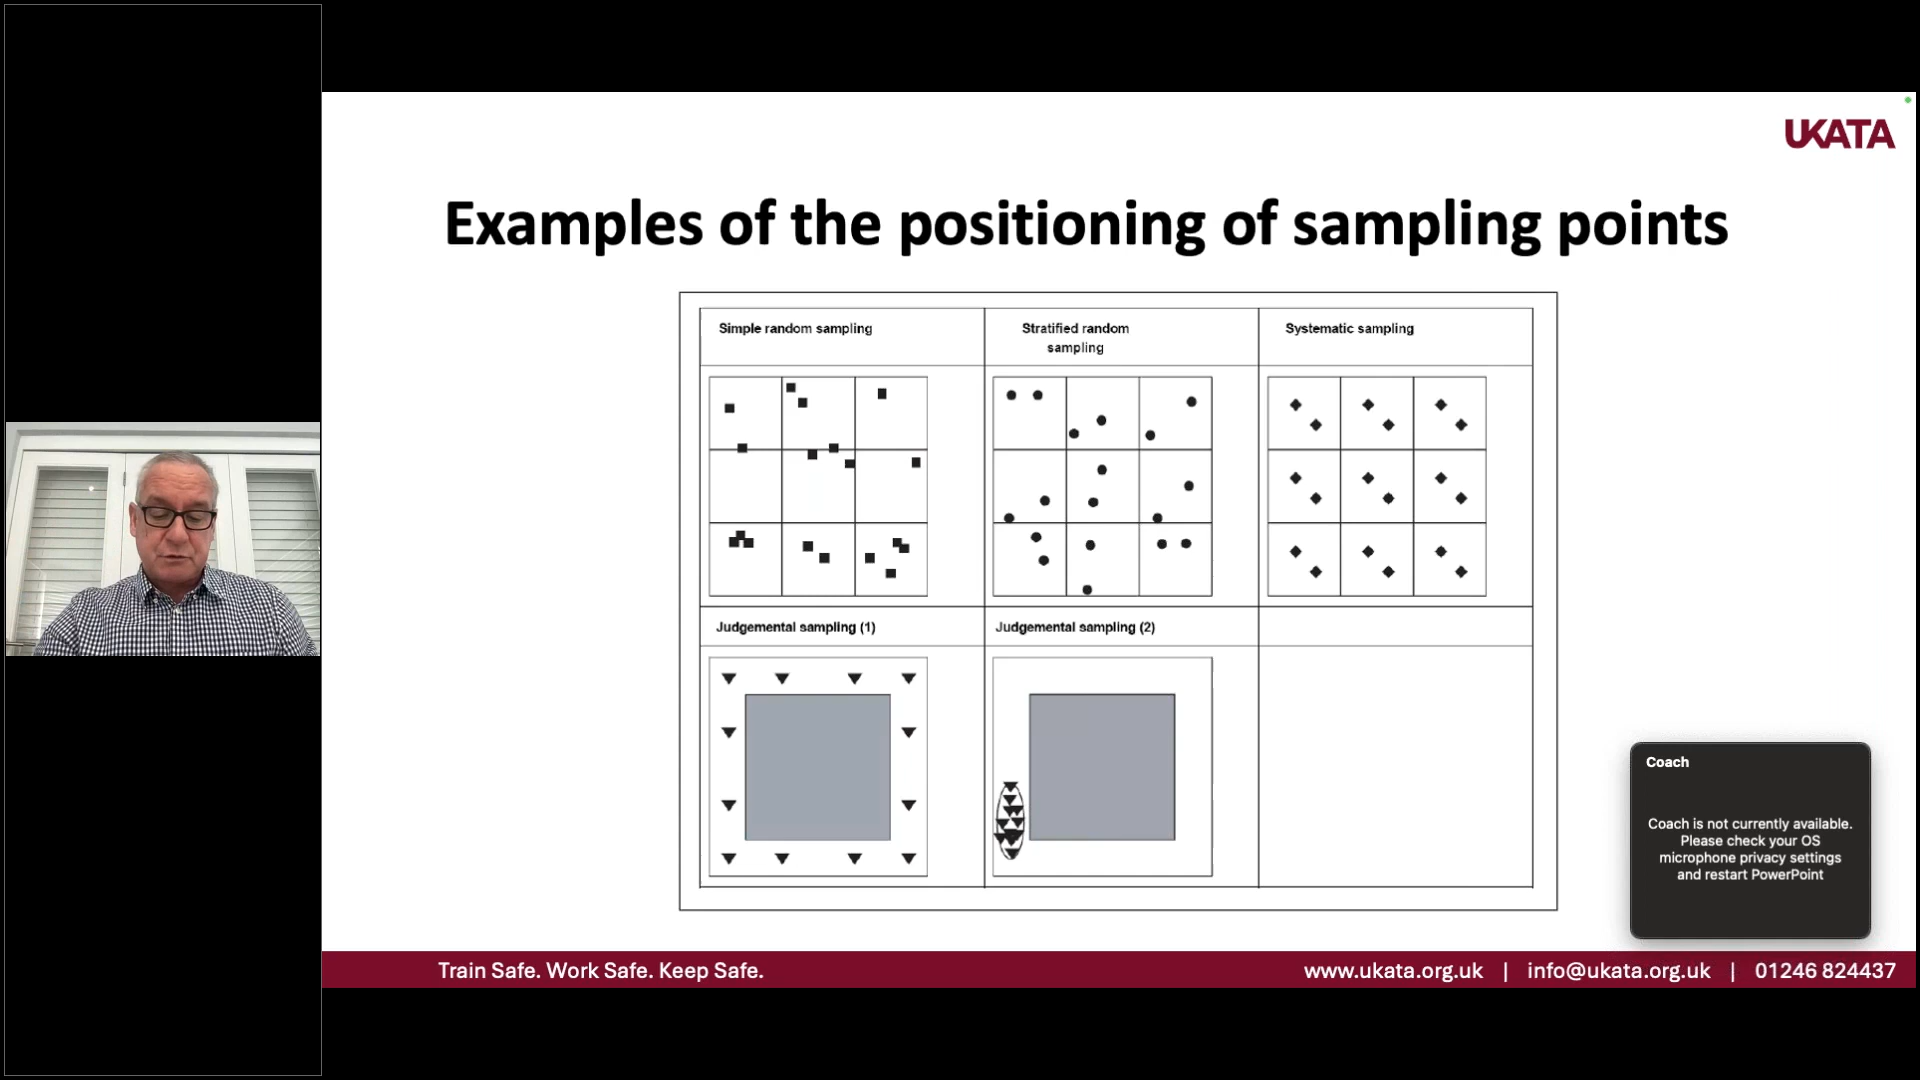 UKATA
Examples of the positioning of sampling points
Simple random sampling
Stratified random
sampling
Systematic sampling
Judgemental sampling (1)
Judgemental sampling (2)
Coach
Coach is not currently available.
Please check your OS
microphone privacy settings
and restart PowerPoint
Train Safe. Work Safe. Keep Safe.
www.ukata.org.uk | info@ukata.org.uk | 01246 824437